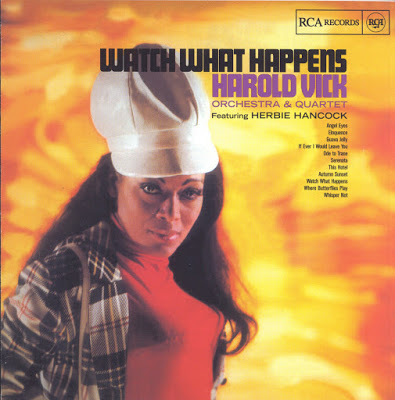 RCA RECORDS
RCA
WATCH WHAT HAPPENS
HAROLD VICK
ORCHESTRA & QUARTET
Featuring HERBIE HANCOCK
Angel Eyes
Eloquence
Guava Jelly
If Ever I Would Leave You
Ode to Trane
Serenata
This Hotel
Autumn Sunset
Watch What Happens
Where Butterflies Play
Whisper Not